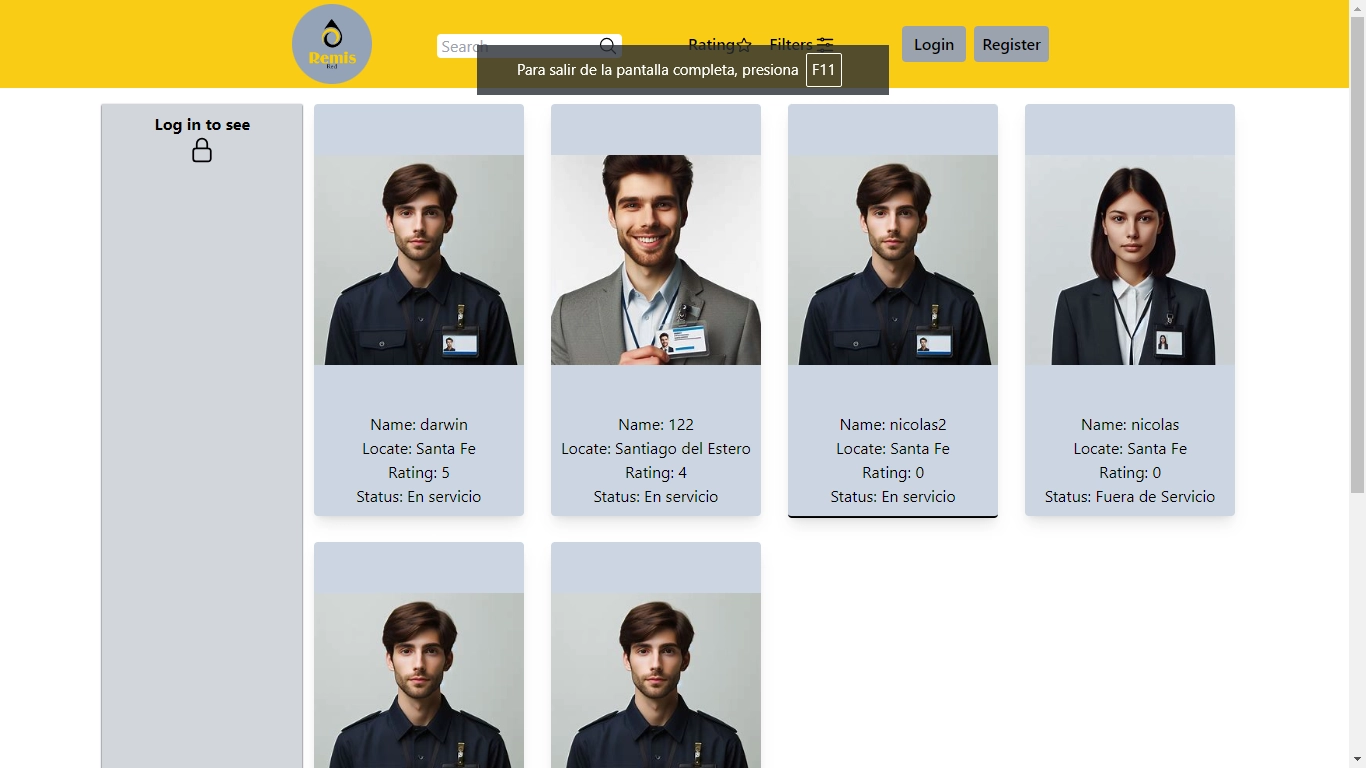 Remis
Red
Search
Rating
Filters
Login
Register
Para salir de la pantalla completa, presiona F11
Log in to see
Name: darwin
Locate: Santa Fe
Rating: 5
Status: En servicio
Name: 122
Locate: Santiago del Estero
Rating: 4
Status: En servicio
Name: nicolas2
Locate: Santa Fe
Rating: 0
Status: En servicio
Name: nicolas
Locate: Santa Fe
Rating: 0
Status: Fuera de Servicio